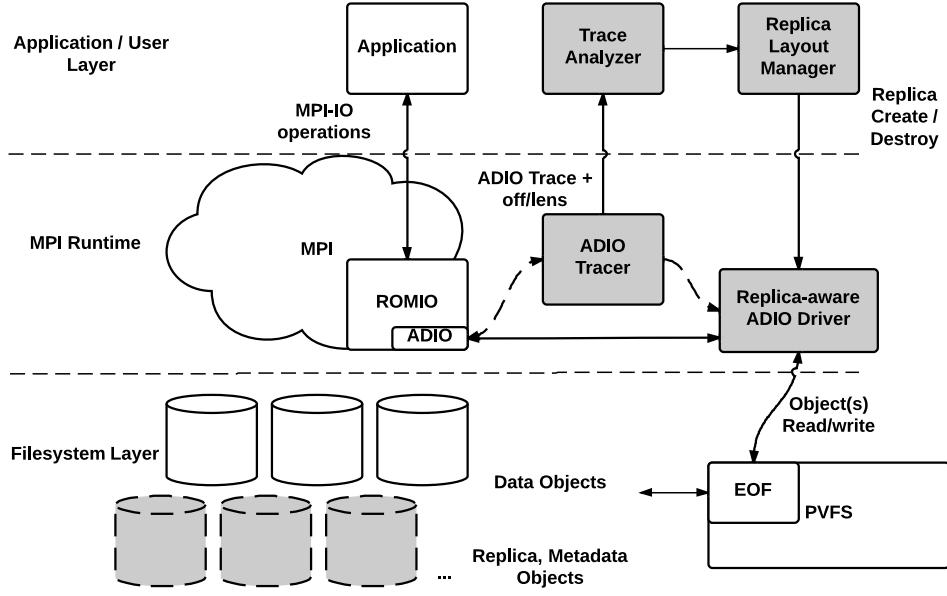 Application / User
Layer
Application
Trace
Analyzer
Replica
Layout
Manager
MPI-IO
operations
Replica
Create /
Destroy
ADIO Trace +
off/lens
MPI Runtime
MPI
ADIO
Tracer
ROMIO
ADIO
Replica-aware
ADIO Driver
Object(s)
Read/write
Filesystem Layer
Data Objects
EOF
PVFS
... Replica, Metadata
Objects